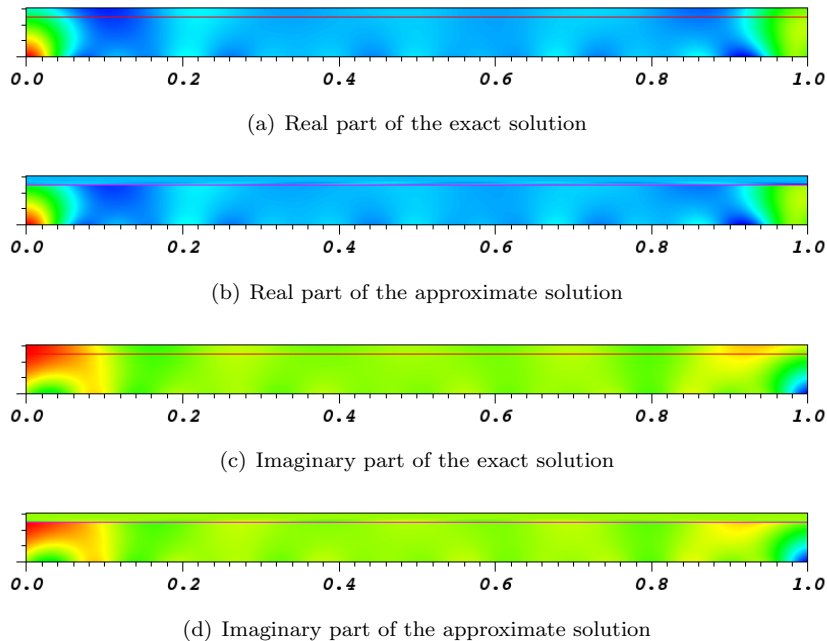 0.0 0.2 0.4 0.6 0.8 1.0
(a) Real part of the exact solution
0.0 0.2 0.4 0.6 0.8 1.0
(b) Real part of the approximate solution
0.0 0.2 0.4 0.6 0.8 1.0
(c) Imaginary part of the exact solution
0.0 0.2 0.4 0.6 0.8 1.0
(d) Imaginary part of the approximate solution